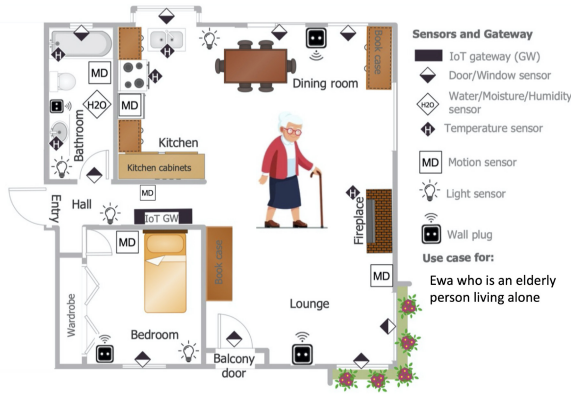 Sensors and Gateway
IoT gateway (GW)
Door/Window sensor
H2O
Water/Moisture/Humidity
sensor
H
Temperature sensor
MD
Motion sensor
Light sensor
Wall plug
Use case for:
Ewa who is an elderly
person living alone
H
MD
H2O
H
Bathroom
H
H
MD
Kitchen
Kitchen cabinets
Dining room
Book case
Entry
Hall
MD
IoT GW
H
Fireplace
MD
Wardrobe
MD
Bedroom
Book case
Lounge
Balcony
door